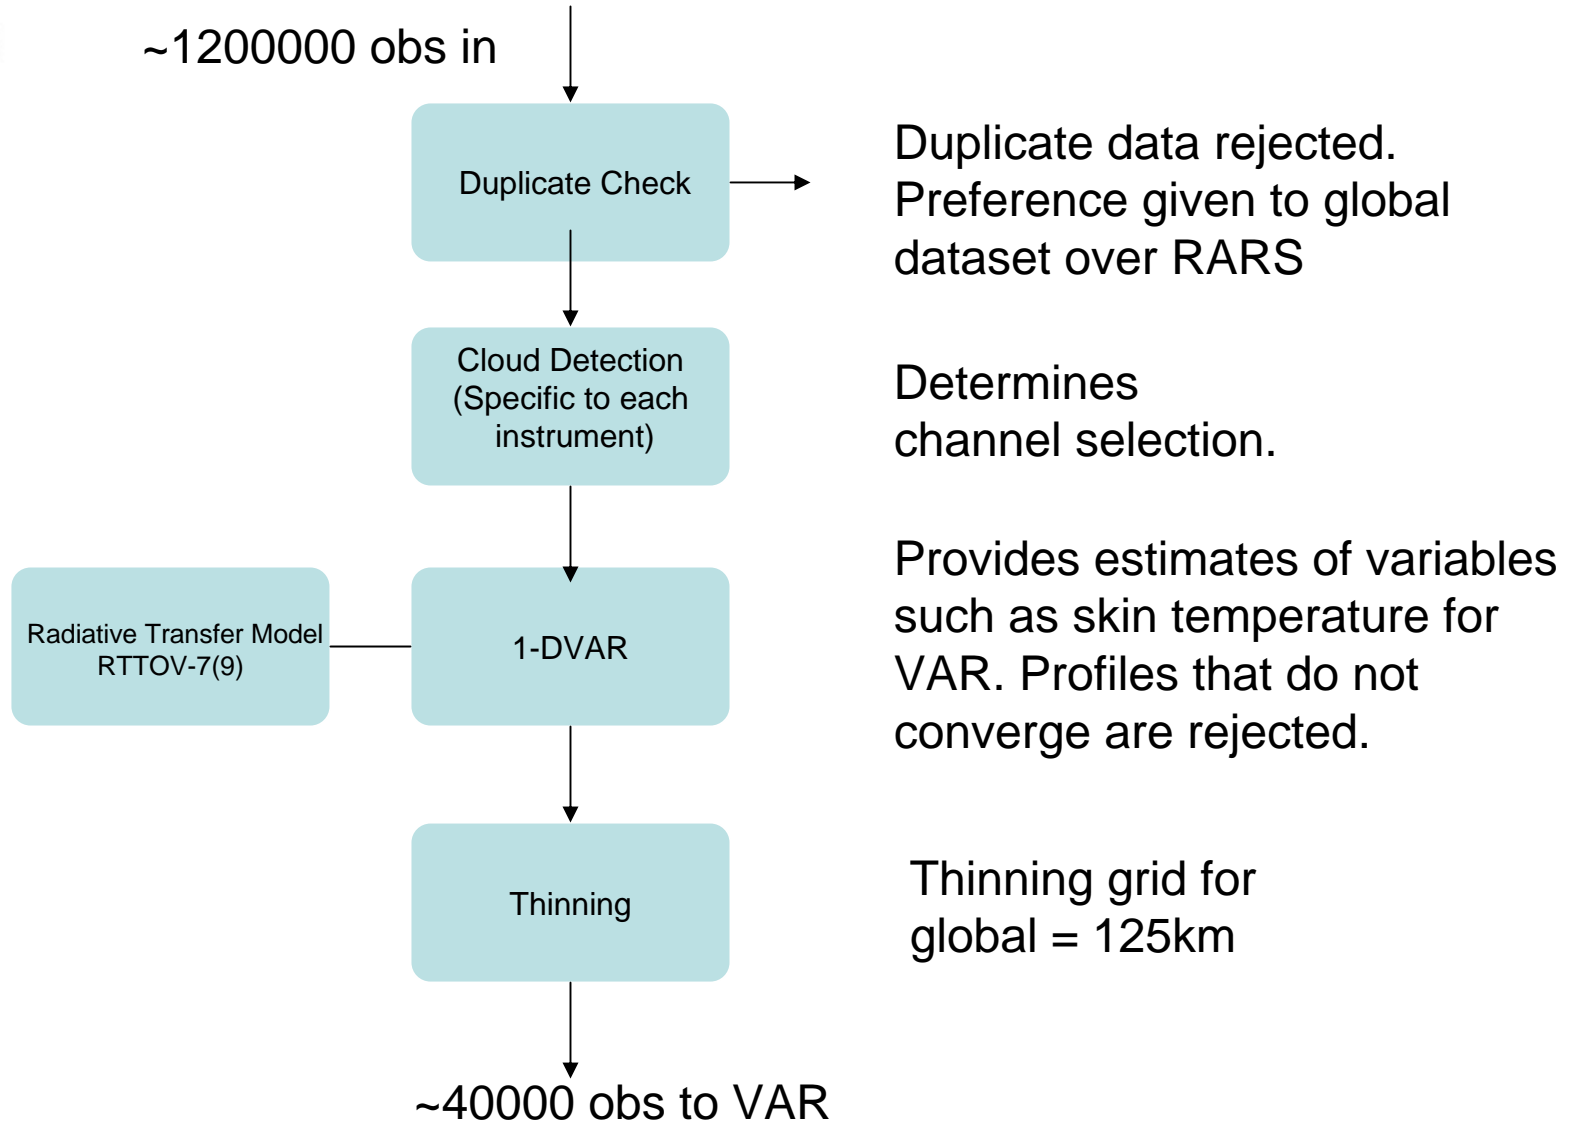 ~1200000 obs in
Duplicate Check
Duplicate data rejected.
Preference given to global
dataset over RARS
Cloud Detection
(Specific to each
instrument)
Determines
channel selection.
Radiative Transfer Model
RTTOV-7(9)
1-DVAR
Provides estimates of variables
such as skin temperature for
VAR. Profiles that do not
converge are rejected.
Thinning
Thinning grid for
global = 125km
~40000 obs to VAR